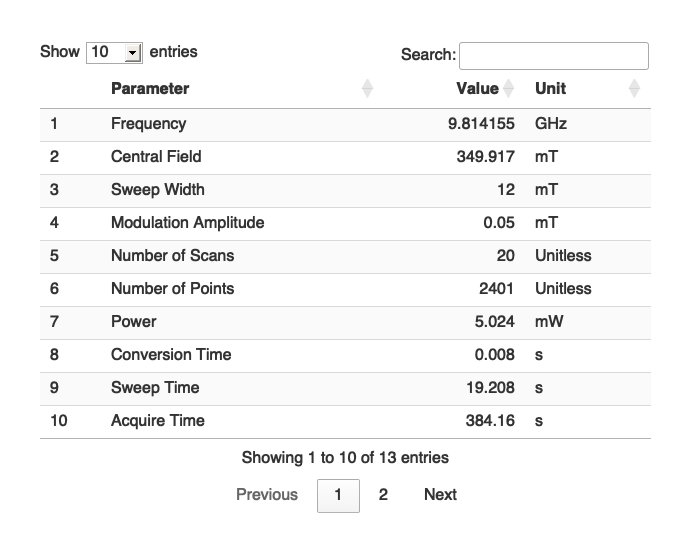 Show 10 entries Search:
Parameter Value Unit
1 Frequency 9.814155 GHz
2 Central Field 349.917 mT
3 Sweep Width 12 mT
4 Modulation Amplitude 0.05 mT
5 Number of Scans 20 Unitless
6 Number of Points 2401 Unitless
7 Power 5.024 mW
8 Conversion Time 0.008 s
9 Sweep Time 19.208 s
10 Acquire Time 384.16 s
Showing 1 to 10 of 13 entries
Previous 1 2 Next